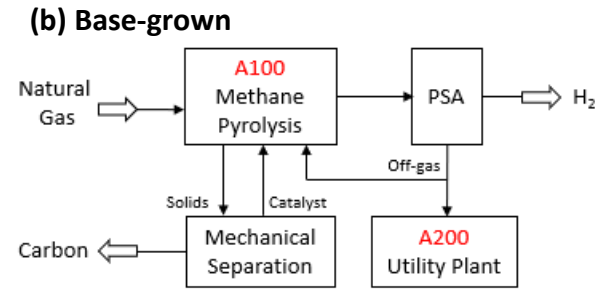 (b) Base-grown
Natural
Gas
A100
Methane
Pyrolysis
PSA
H₂
Off-gas
Solids
Catalyst
Carbon
Mechanical
Separation
A200
Utility Plant